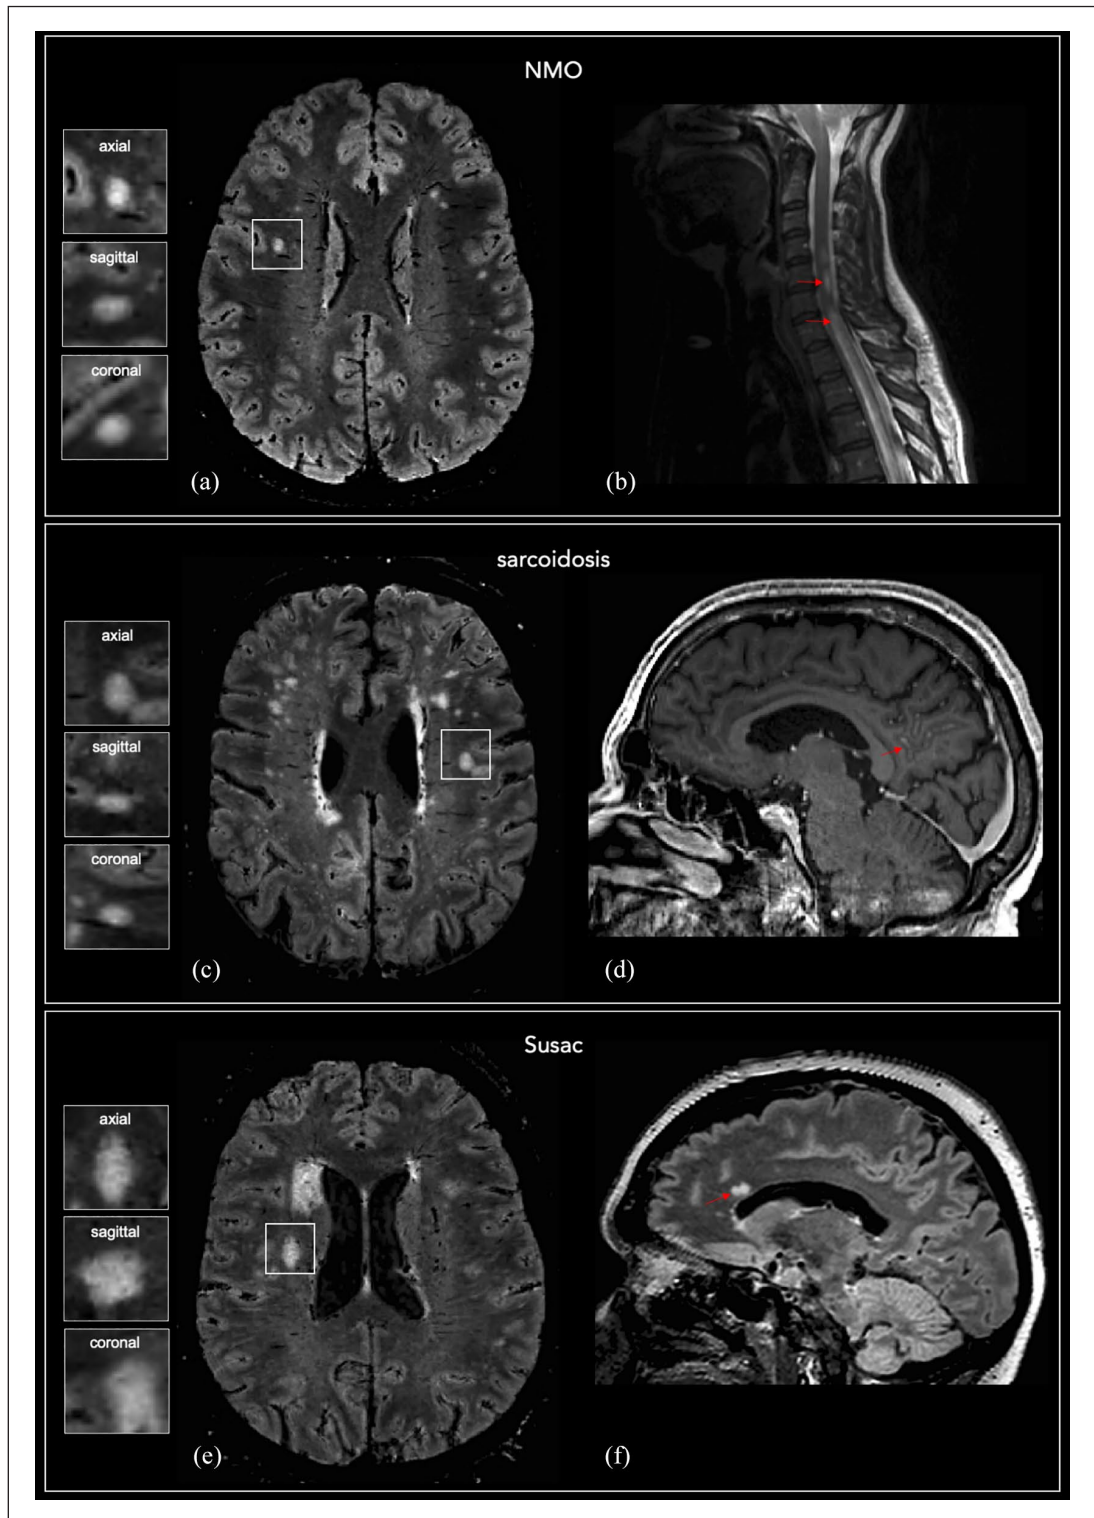 NMO
axial
sagittal
coronal
(a)
(b)
sarcoidosis
axial
sagittal
coronal
(c)
(d)
Susac
axial
sagittal
coronal
(e)
(f)